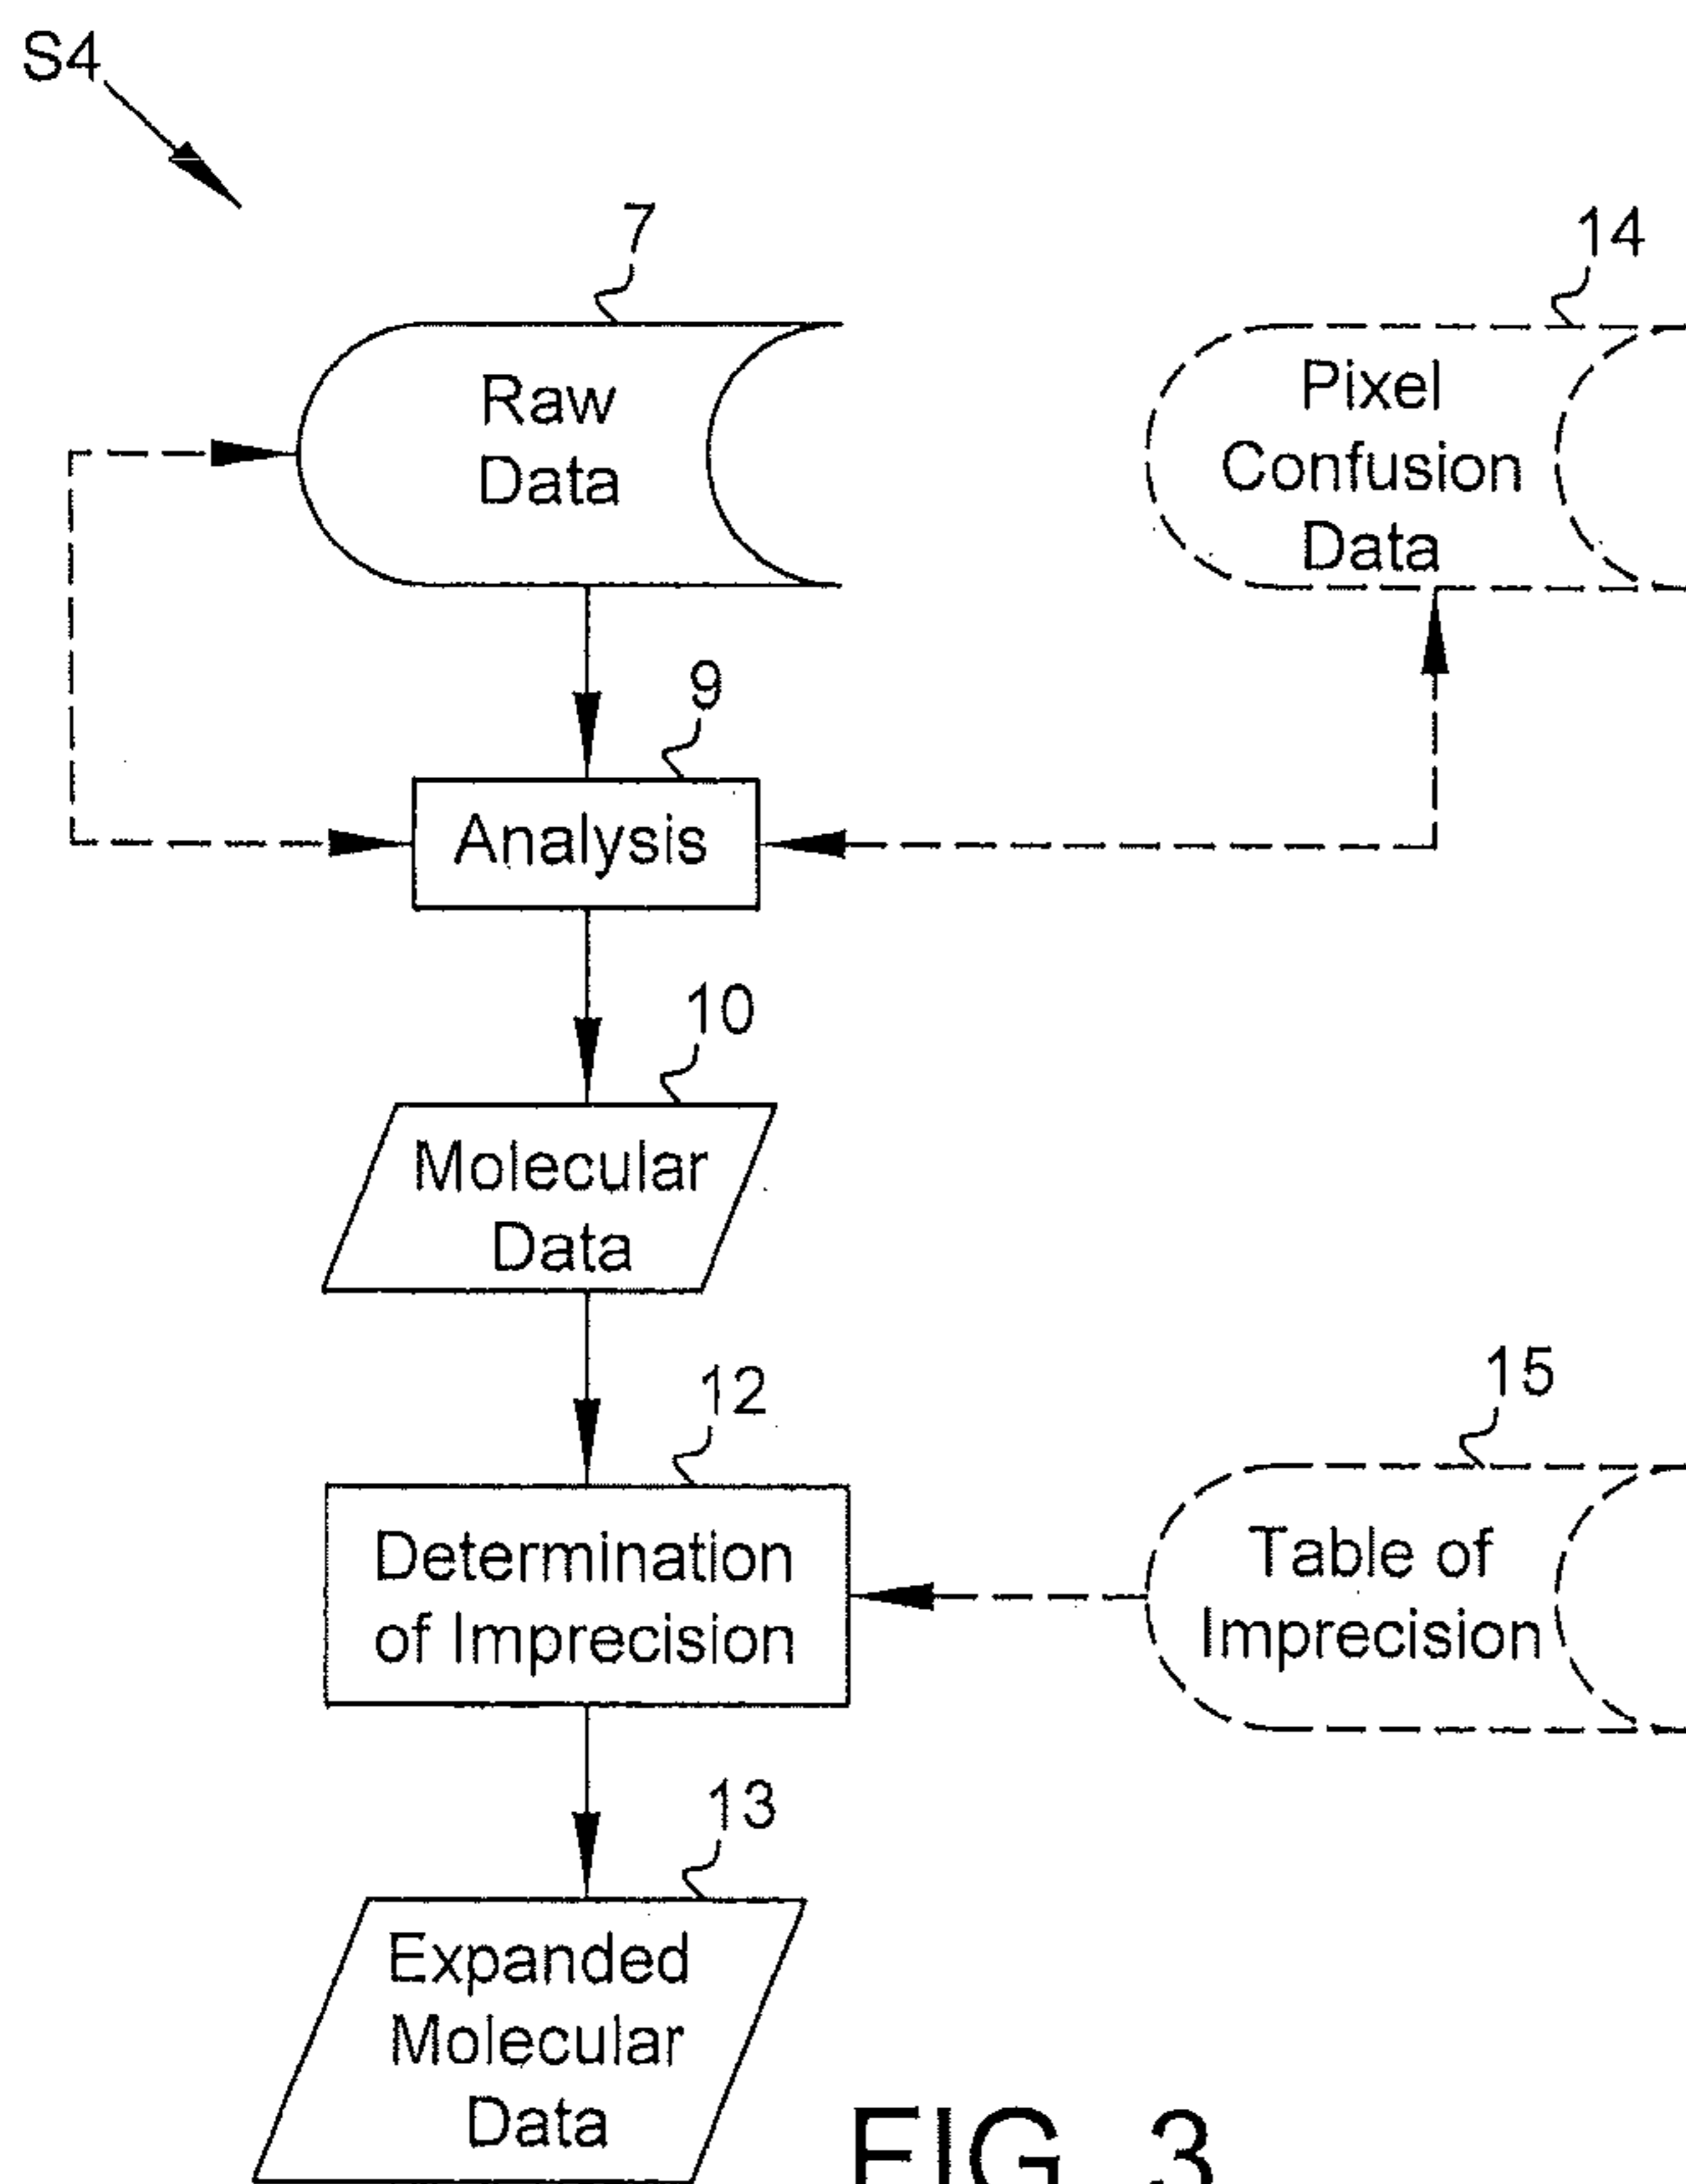 S4
7
14
Raw
Data
Pixel
Confusion
Data
9
Analysis
10
Molecular
Data
12
15
Determination
of Imprecision
Table of
Imprecision
13
Expanded
Molecular
Data
FIG. 3